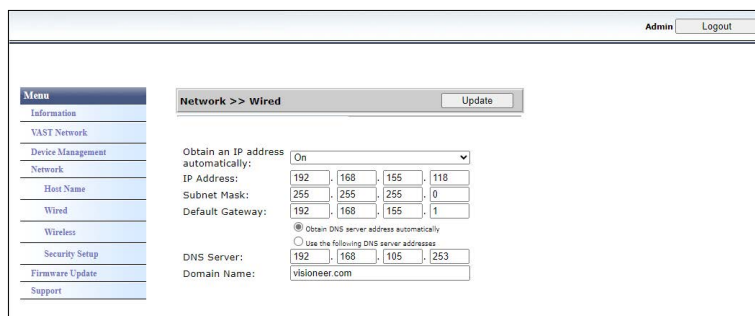 Admin Logout
Menu
Information
VAST Network
Device Management
Network
Host Name
Wired
Wireless
Security Setup
Firmware Update
Support
Network >> Wired Update
Obtain an IP address automatically: On
IP Address: 192 . 168 . 155 . 118
Subnet Mask: 255 . 255 . 255 . 0
Default Gateway: 192 . 168 . 155 . 1
Obtain DNS server address automatically
Use the following DNS server addresses
DNS Server: 192 . 168 . 105 . 253
Domain Name: visioneer.com